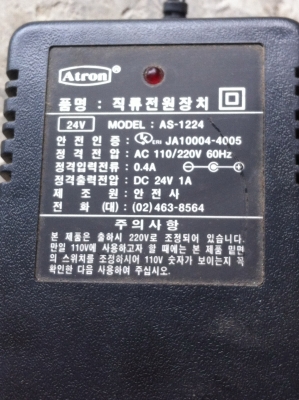 Atron
품명 : 직류전원장치
24V MODEL : AS-1224
안전인증 : JA10004-4005
정격전압 : AC 110/220V 60Hz
정격입력전류 : 0.4A
정격출력전압 : DC 24V 1A
제조원 : 안전사
전화(대) : (02) 463-8564
주의사항
본 제품은 출하시 220V로 조정되어 있습니다.
만일 110V에 사용하고자 할 때에는 본 제품 밑면
의 스위치를 조정하시어 110V 숫자가 보이는지 꼭
확인한 다음 사용하여 주십시오.